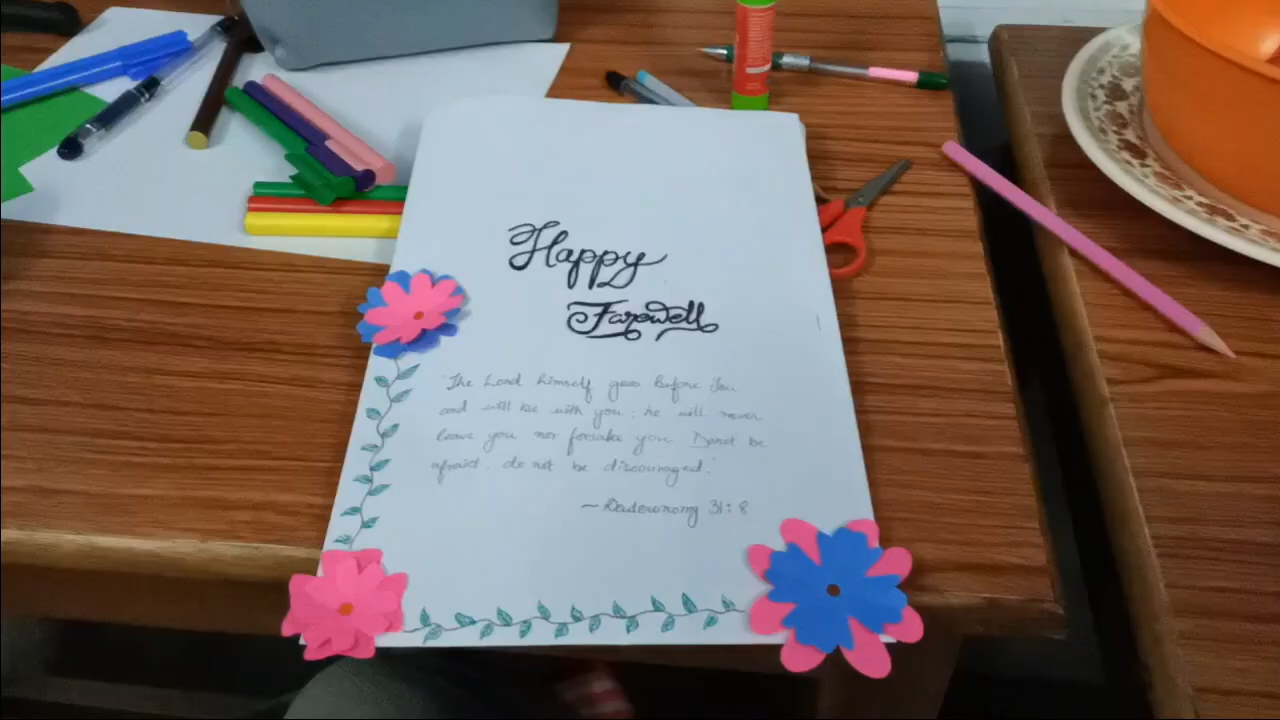 Happy
Farewell
"The Lord himself goes before you
and will be with you; he will never
leave you nor forsake you. Do not be
afraid; do not be discouraged."
~Deuteronomy 31:8